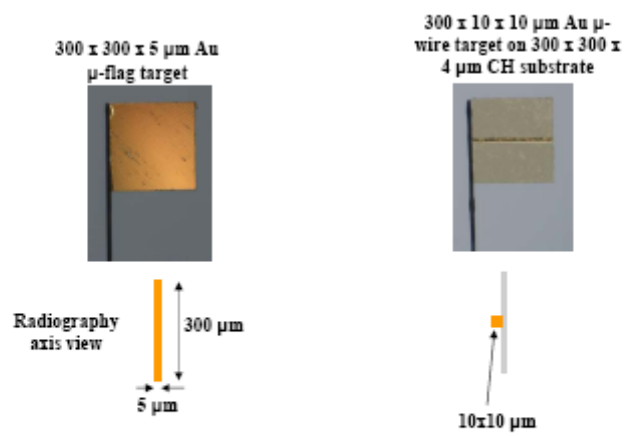 300 x 300 x 5 µm Au
µ-flag target
300 x 10 x 10 µm Au µ-
wire target on 300 x 300 x
4 µm CH substrate
Radiography
axis view
300 µm
5 µm
10x10 µm